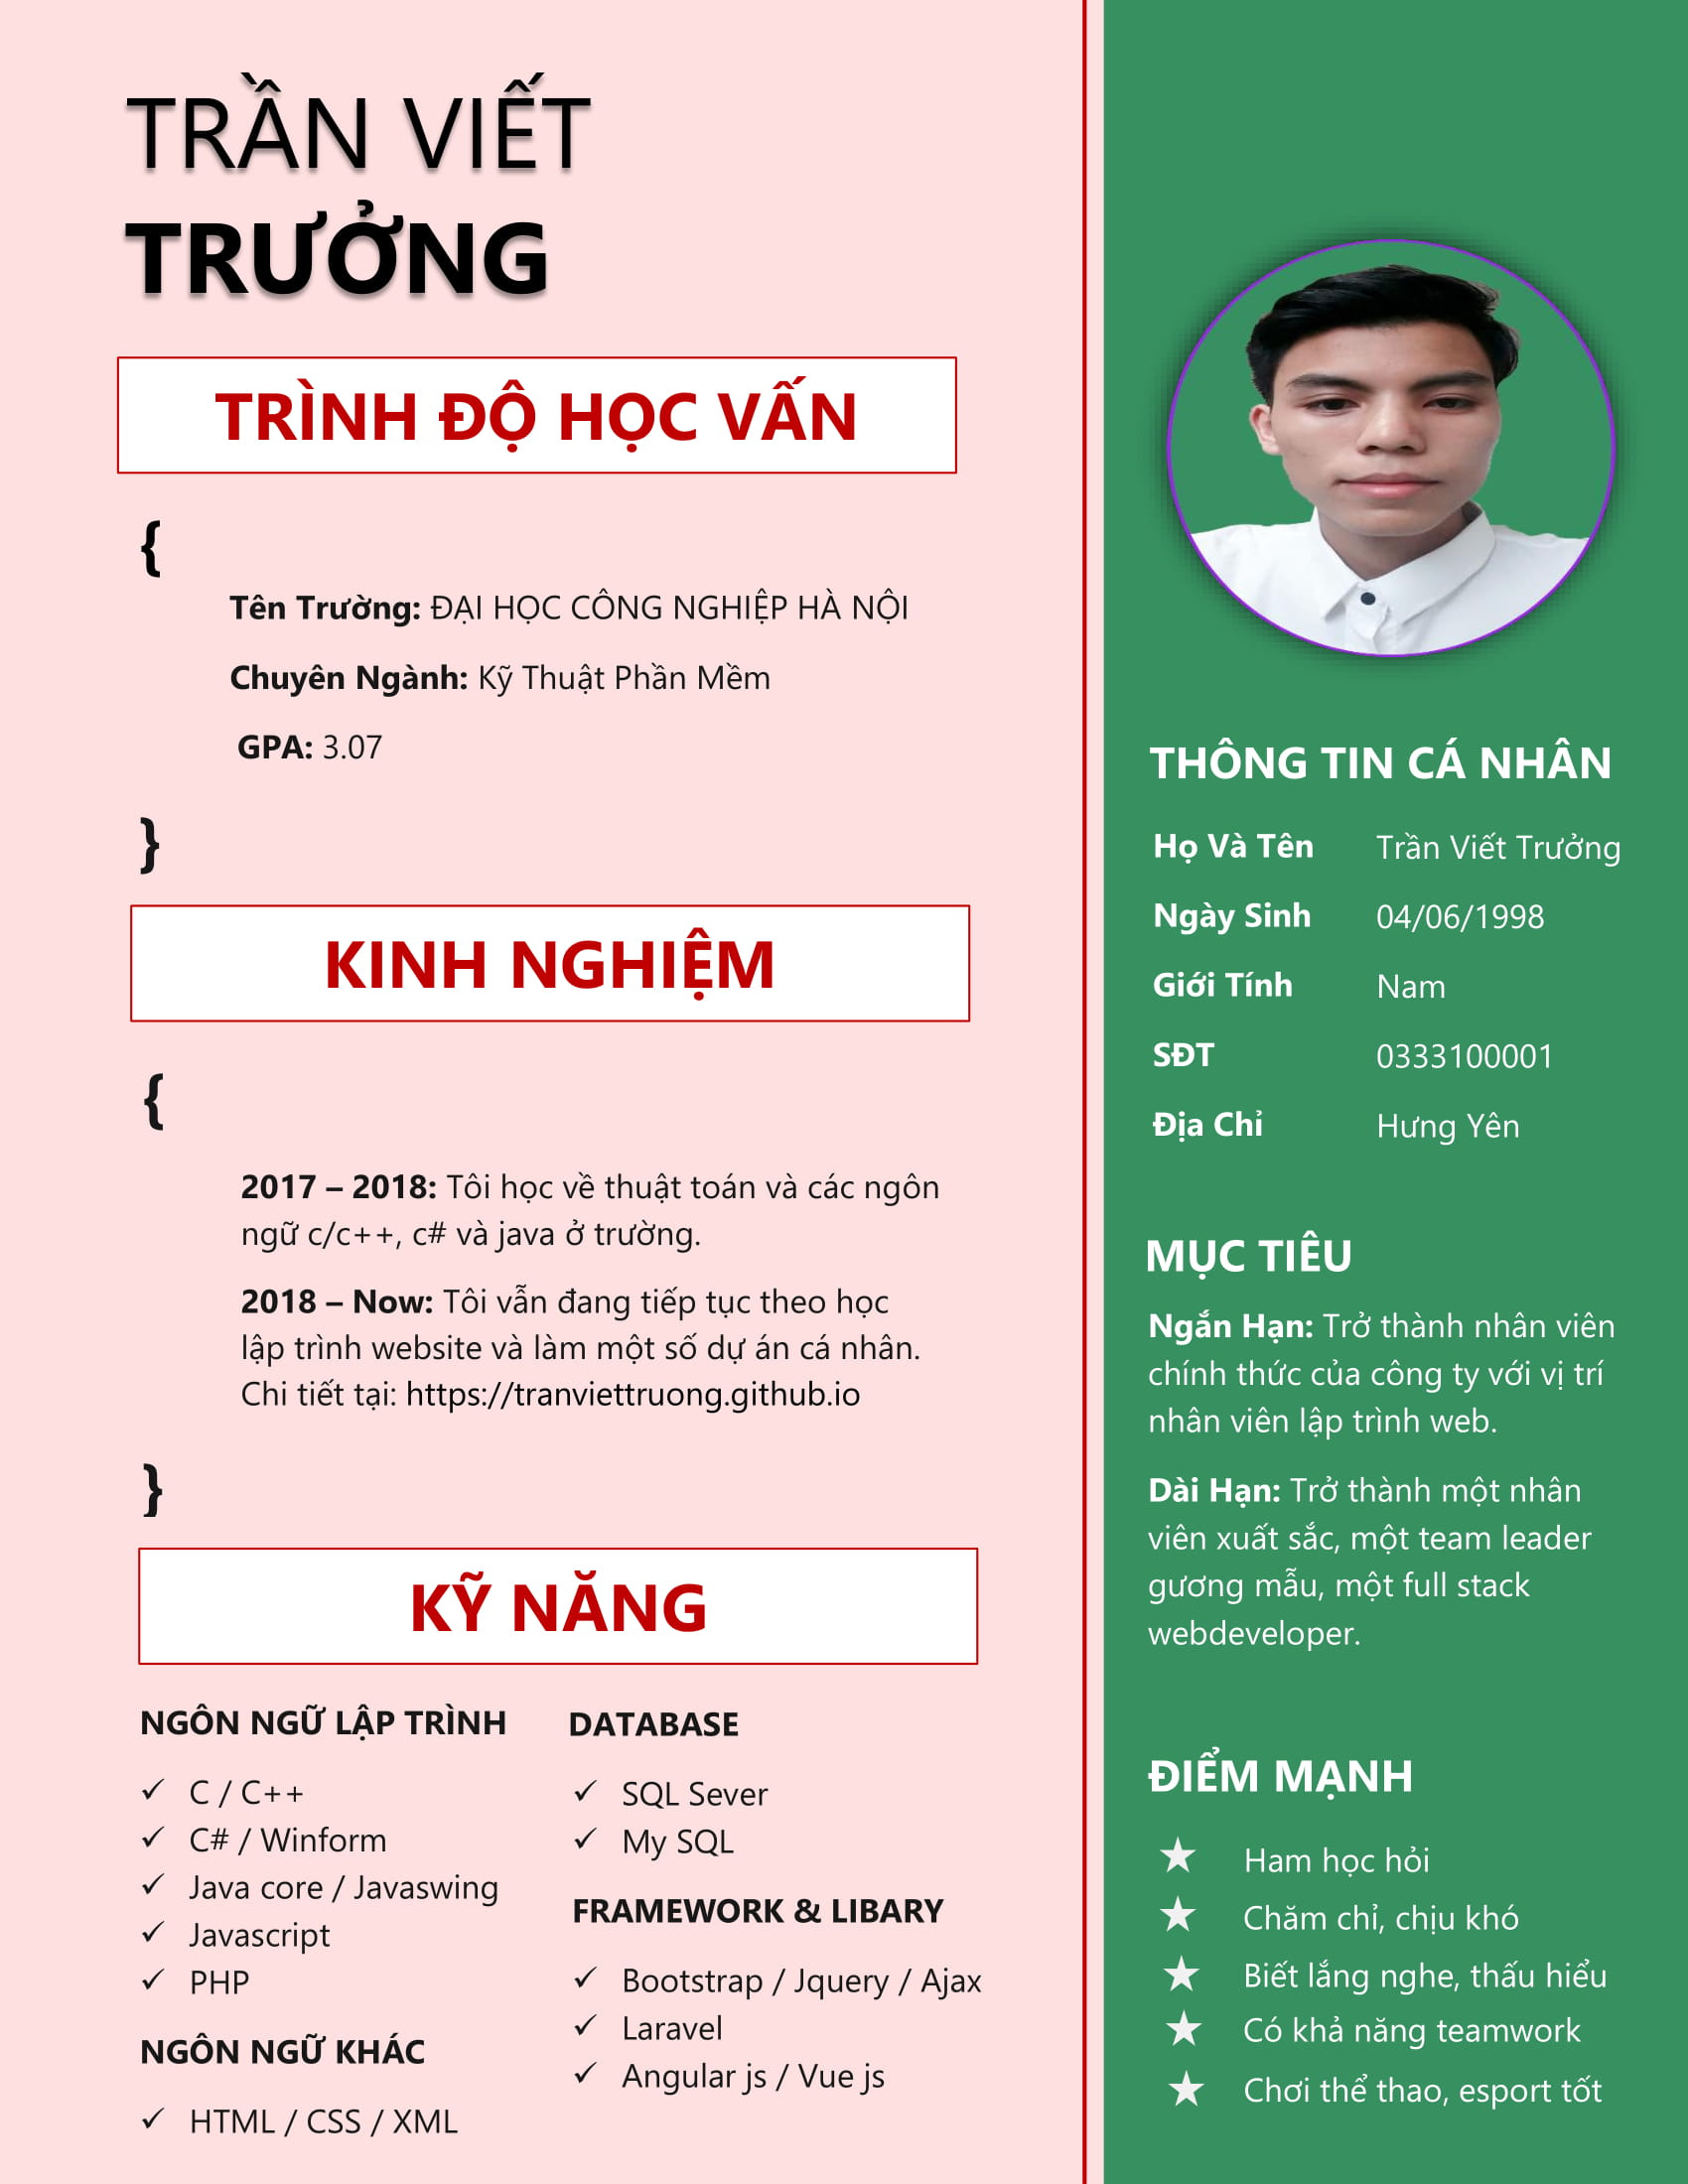 TRẦN VIẾT
TRƯỞNG
TRÌNH ĐỘ HỌC VẤN
{
Tên Trường: ĐẠI HỌC CÔNG NGHIỆP HÀ NỘI
Chuyên Ngành: Kỹ Thuật Phần Mềm
GPA: 3.07
}
KINH NGHIỆM
{
2017 – 2018: Tôi học về thuật toán và các ngôn
ngữ c/c++, c# và java ở trường.
2018 – Now: Tôi vẫn đang tiếp tục theo học
lập trình website và làm một số dự án cá nhân.
Chi tiết tại: https://tranviettruong.github.io
}
KỸ NĂNG
NGÔN NGỮ LẬP TRÌNH
✓ C / C++
✓ C# / Winform
✓ Java core / Javaswing
✓ Javascript
✓ PHP
NGÔN NGỮ KHÁC
✓ HTML / CSS / XML
DATABASE
✓ SQL Sever
✓ My SQL
FRAMEWORK & LIBARY
✓ Bootstrap / Jquery / Ajax
✓ Laravel
✓ Angular js / Vue js
THÔNG TIN CÁ NHÂN
Họ Và Tên Trần Viết Trưởng
Ngày Sinh 04/06/1998
Giới Tính Nam
SĐT 0333100001
Địa Chỉ Hưng Yên
MỤC TIÊU
Ngắn Hạn: Trở thành nhân viên
chính thức của công ty với vị trí
nhân viên lập trình web.
Dài Hạn: Trở thành một nhân
viên xuất sắc, một team leader
gương mẫu, một full stack
webdeveloper.
ĐIỂM MẠNH
★ Ham học hỏi
★ Chăm chỉ, chịu khó
★ Biết lắng nghe, thấu hiểu
★ Có khả năng teamwork
★ Chơi thể thao, esport tốt